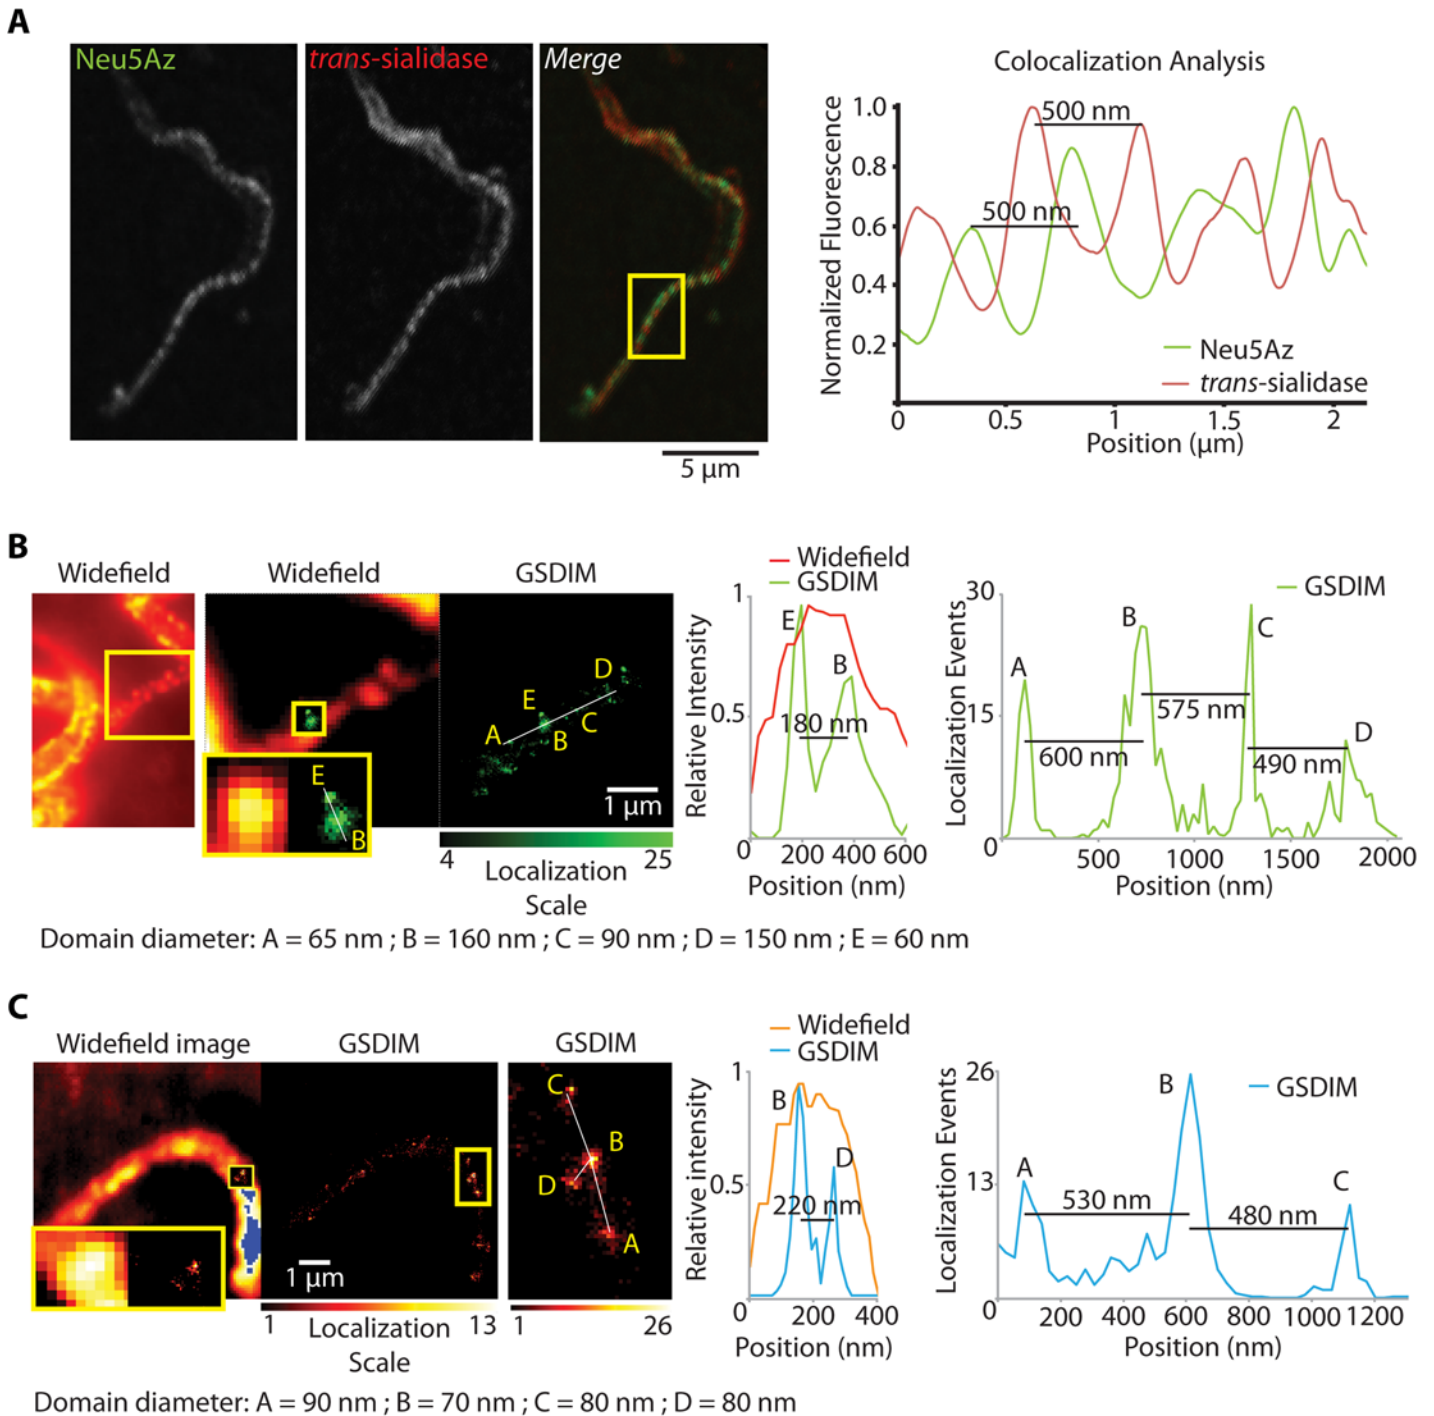 A
Neu5Az
trans-sialidase
Merge
5 µm
Colocalization Analysis
Normalized Fluorescence
1.0
0.8
0.6
0.4
0.2
500 nm
500 nm
Neu5Az
trans-sialidase
0 0.5 1 1.5 2
Position (µm)
B
Widefield
Widefield
GSDIM
E
B
D
E
C
A
B
1 µm
4 25
Localization
Scale
Widefield
GSDIM
Relative Intensity
1
0.5
0
E
B
180 nm
0 200 400 600
Position (nm)
GSDIM
Localization Events
30
15
0
A
B
C
D
600 nm
575 nm
490 nm
0 500 1000 1500 2000
Position (nm)
Domain diameter: A = 65 nm ; B = 160 nm ; C = 90 nm ; D = 150 nm ; E = 60 nm
C
Widefield image
GSDIM
GSDIM
1 µm
C
B
D
A
1 13
Localization
Scale
1 26
Widefield
GSDIM
Relative intensity
1
0.5
0
B
D
220 nm
0 200 400
Position (nm)
GSDIM
Localization Events
26
13
0
A
B
C
530 nm
480 nm
0 200 400 600 800 1000 1200
Position (nm)
Domain diameter: A = 90 nm ; B = 70 nm ; C = 80 nm ; D = 80 nm